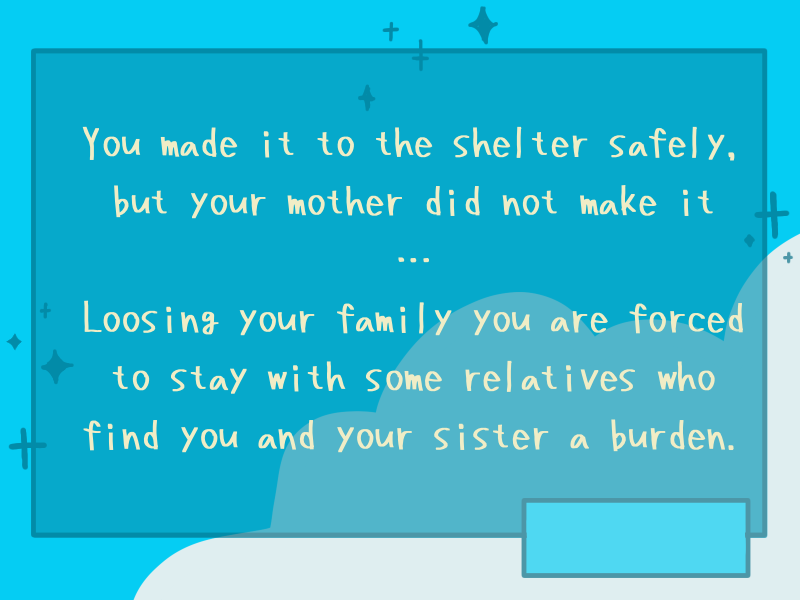 You made it to the shelter safely,
but your mother did not make it
...
Loosing your family you are forced
to stay with some relatives who
find you and your sister a burden.